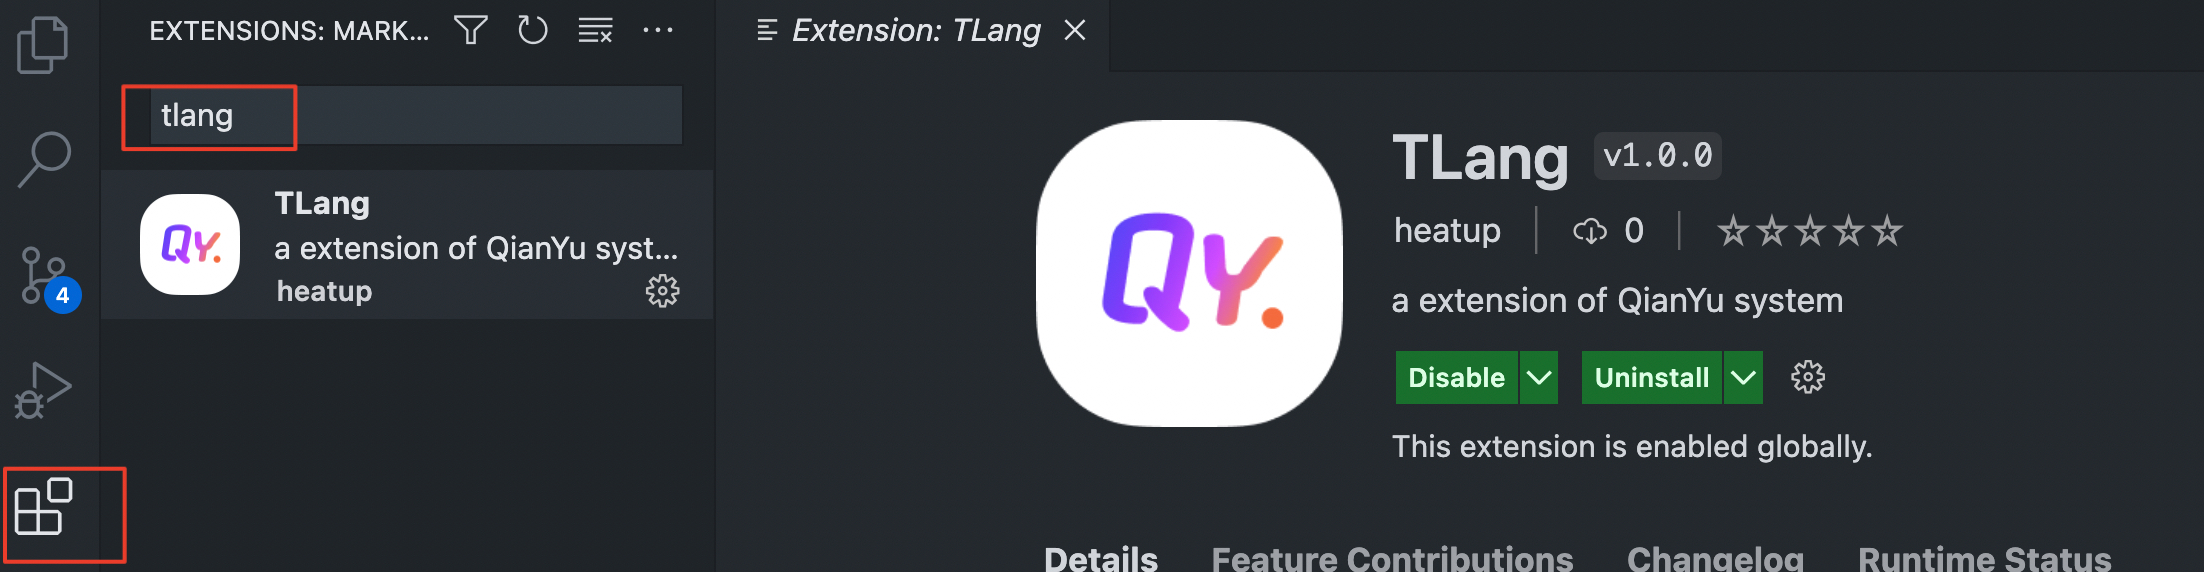 EXTENSIONS: MARK...
tlang
QY.
TLang
a extension of QianYu syst...
heatup
4
Extension: TLang
QY.
TLang v1.0.0
heatup 0
a extension of QianYu system
Disable Uninstall
This extension is enabled globally.
Details Feature Contributions Changelog Runtime Status